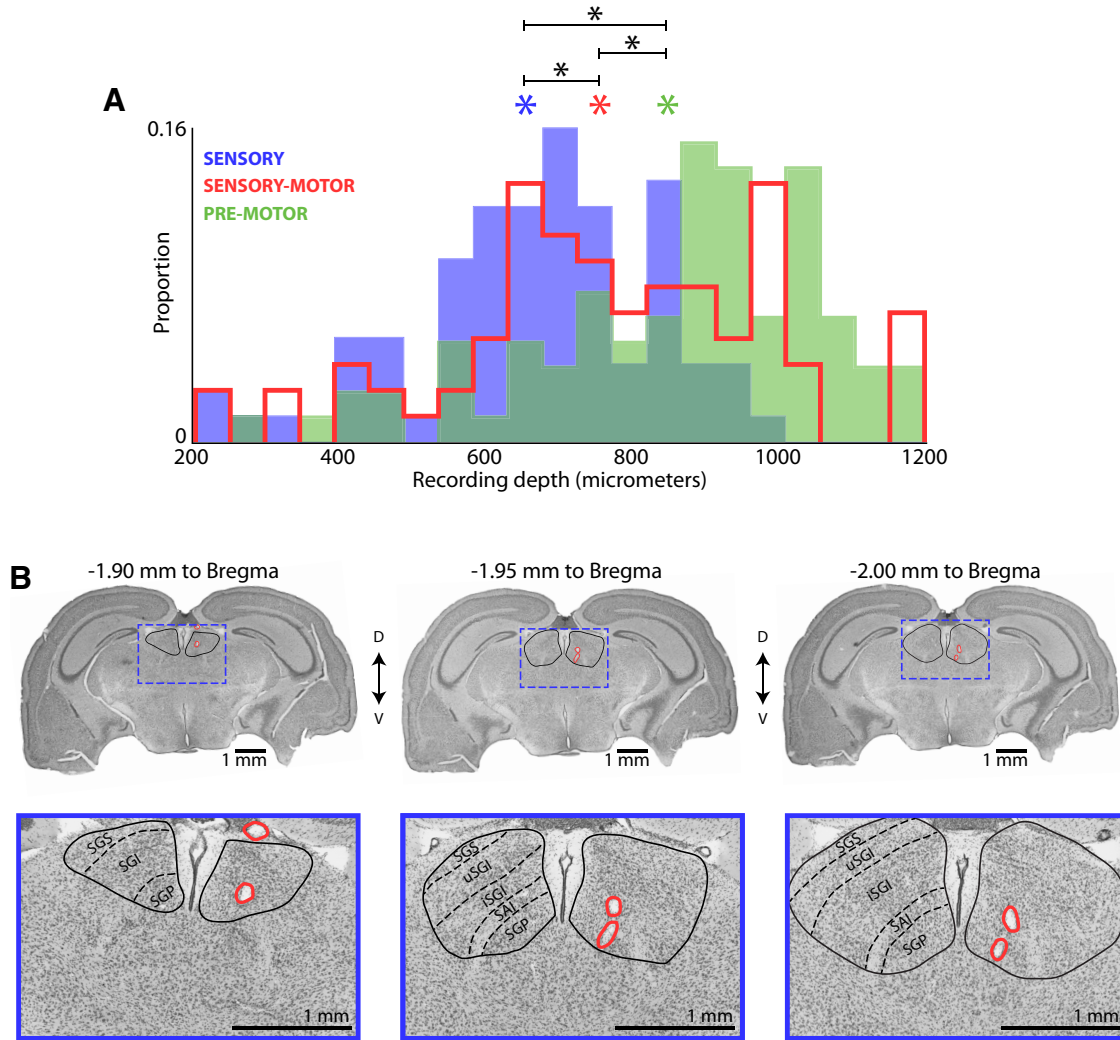 *
*
*
A
* * *
0.16
SENSORY
SENSORY-MOTOR
PRE-MOTOR
Proportion
0
200 400 600 800 1000 1200
Recording depth (micrometers)
B
-1.90 mm to Bregma
-1.95 mm to Bregma
-2.00 mm to Bregma
D
V
D
V
1 mm
1 mm
1 mm
SGS
SGI
SGP
1 mm
SGS
uSGI
iSGI
SAI
SGP
1 mm
SGS
uSGI
iSGI
SAI
SGP
1 mm